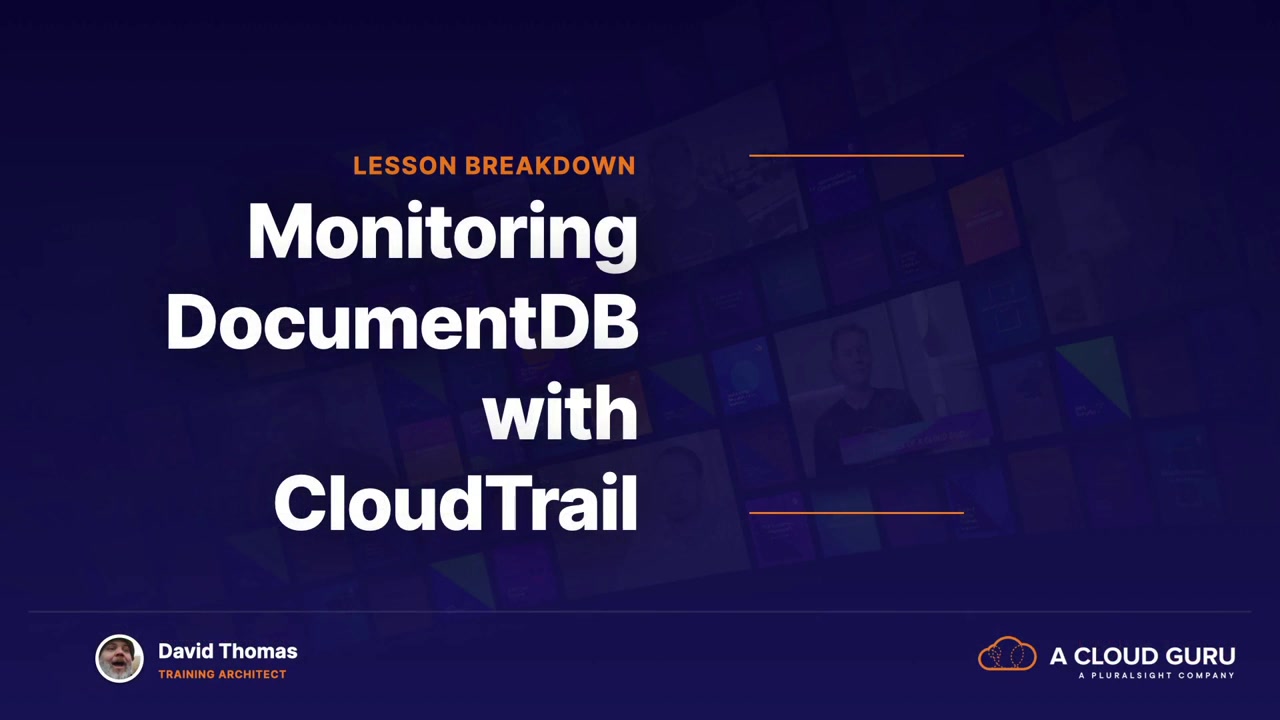 LESSON BREAKDOWN
Monitoring
DocumentDB
with
CloudTrail
David Thomas
TRAINING ARCHITECT
A CLOUD GURU
A PLURALSIGHT COMPANY